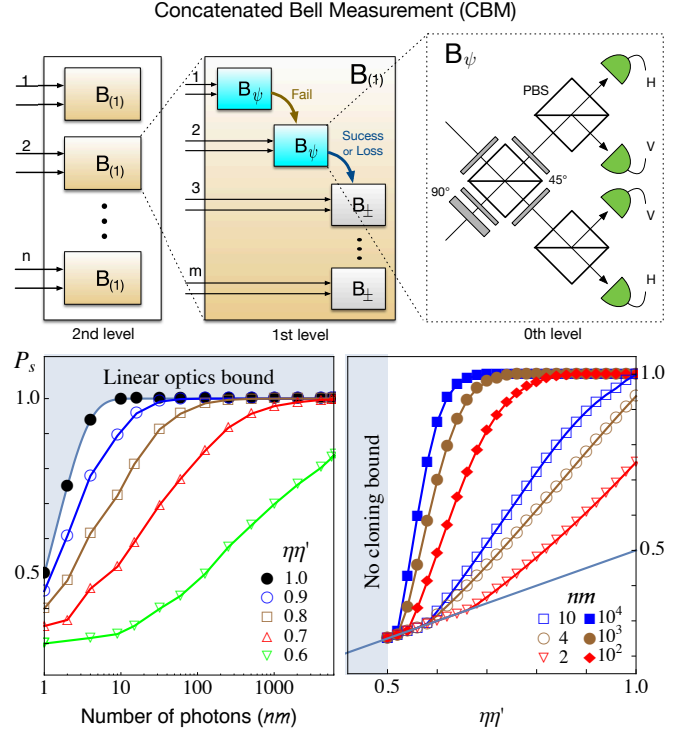 Concatenated Bell Measurement (CBM)
1
B(1)
2
B(1)
n
B(1)
2nd level
1
Bψ
B(1)
Fail
2
Bψ
Sucess
or Loss
3
B⊥
m
B⊥
1st level
Bψ
PBS
H
V
90°
45°
V
H
0th level
Ps
Linear optics bound
1.0
0.5
ηη'
1.0
0.9
0.8
0.7
0.6
1
10
100
1000
Number of photons (nm)
No cloning bound
1.0
0.5
nm
10 10⁴
4 10³
2 10²
0.5
1.0
ηη'